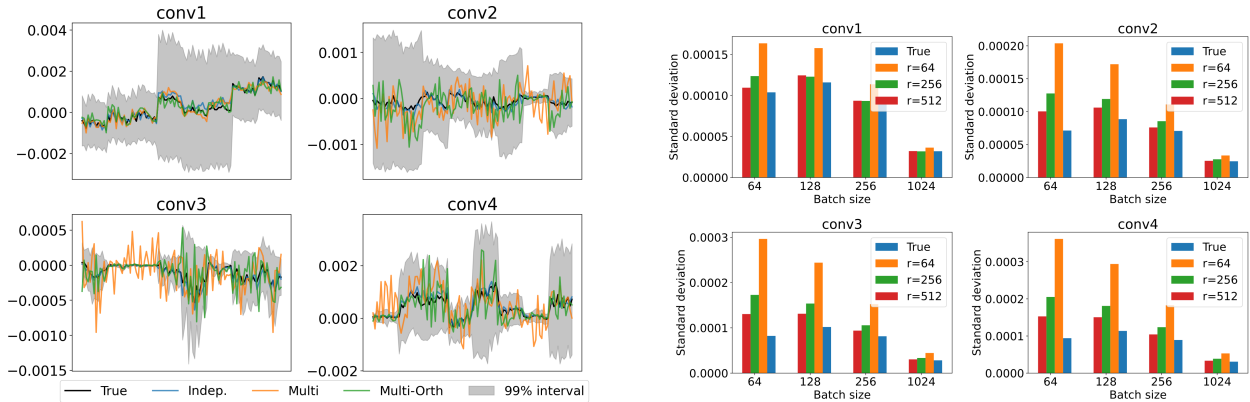 conv1
0.004
0.002
0.000
−0.002
conv2
0.001
0.000
−0.001
conv3
0.0005
0.0000
−0.0005
−0.0010
−0.0015
conv4
0.002
0.000
−0.002
True Indep. Multi Multi-Orth 99% interval
conv1
Standard deviation
0.00015
0.00010
0.00005
0.00000
True
r=64
r=256
r=512
64 128 256 1024
Batch size
conv2
Standard deviation
0.00020
0.00015
0.00010
0.00005
0.00000
True
r=64
r=256
r=512
64 128 256 1024
Batch size
conv3
Standard deviation
0.0003
0.0002
0.0001
0.0000
True
r=64
r=256
r=512
64 128 256 1024
Batch size
conv4
Standard deviation
0.0003
0.0002
0.0001
0.0000
True
r=64
r=256
r=512
64 128 256 1024
Batch size